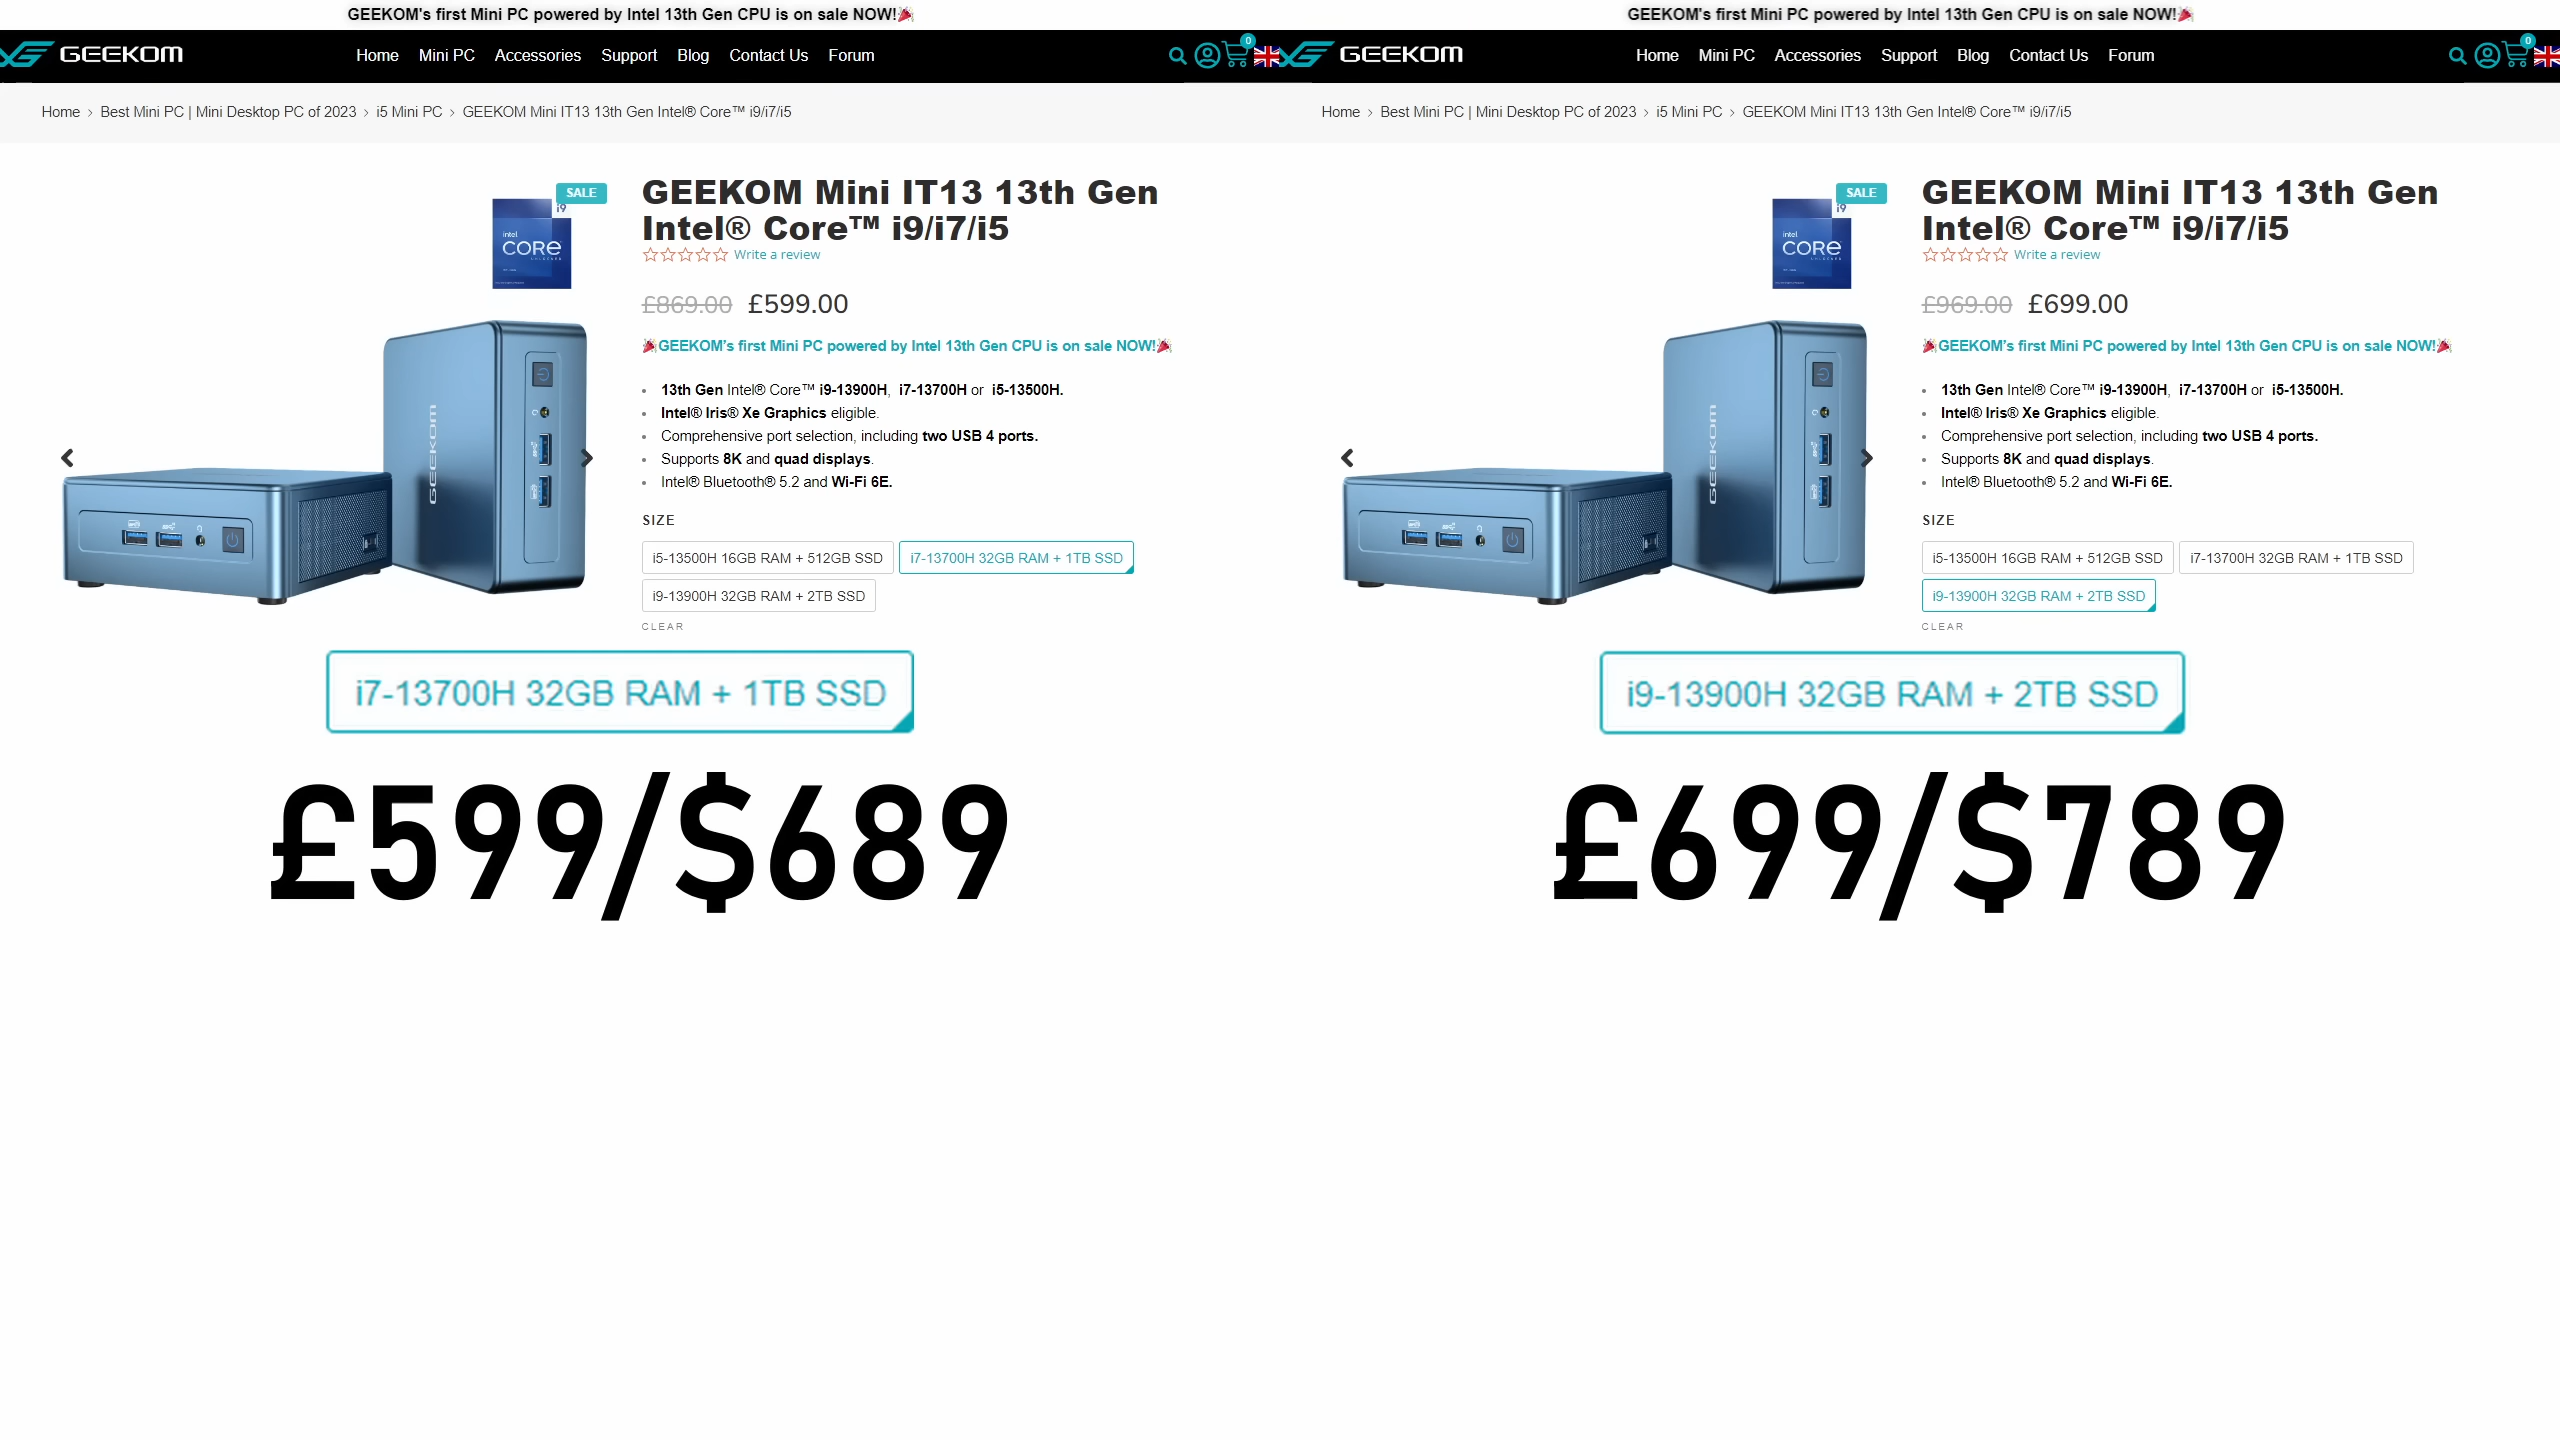 GEEKOM's first Mini PC powered by Intel 13th Gen CPU is on sale NOW!🎉
GEEKOM
Home Mini PC Accessories Support Blog Contact Us Forum
0
Home › Best Mini PC | Mini Desktop PC of 2023 › i5 Mini PC › GEEKOM Mini IT13 13th Gen Intel® Core™ i9/i7/i5
SALE
i9
intel
CORE
GEEKOM
GEEKOM Mini IT13 13th Gen
Intel® Core™ i9/i7/i5
Write a review
£869.00 £599.00
🎉GEEKOM's first Mini PC powered by Intel 13th Gen CPU is on sale NOW!🎉
• 13th Gen Intel® Core™ i9-13900H, i7-13700H or i5-13500H.
• Intel® Iris® Xe Graphics eligible.
• Comprehensive port selection, including two USB 4 ports.
• Supports 8K and quad displays.
• Intel® Bluetooth® 5.2 and Wi-Fi 6E.
SIZE
i5-13500H 16GB RAM + 512GB SSD i7-13700H 32GB RAM + 1TB SSD
i9-13900H 32GB RAM + 2TB SSD
CLEAR
i7-13700H 32GB RAM + 1TB SSD
£599/$689
GEEKOM's first Mini PC powered by Intel 13th Gen CPU is on sale NOW!🎉
GEEKOM
Home Mini PC Accessories Support Blog Contact Us Forum
0
Home › Best Mini PC | Mini Desktop PC of 2023 › i5 Mini PC › GEEKOM Mini IT13 13th Gen Intel® Core™ i9/i7/i5
SALE
i9
intel
CORE
GEEKOM
GEEKOM Mini IT13 13th Gen
Intel® Core™ i9/i7/i5
Write a review
£969.00 £699.00
🎉GEEKOM's first Mini PC powered by Intel 13th Gen CPU is on sale NOW!🎉
• 13th Gen Intel® Core™ i9-13900H, i7-13700H or i5-13500H.
• Intel® Iris® Xe Graphics eligible.
• Comprehensive port selection, including two USB 4 ports.
• Supports 8K and quad displays.
• Intel® Bluetooth® 5.2 and Wi-Fi 6E.
SIZE
i5-13500H 16GB RAM + 512GB SSD i7-13700H 32GB RAM + 1TB SSD
i9-13900H 32GB RAM + 2TB SSD
CLEAR
i9-13900H 32GB RAM + 2TB SSD
£699/$789